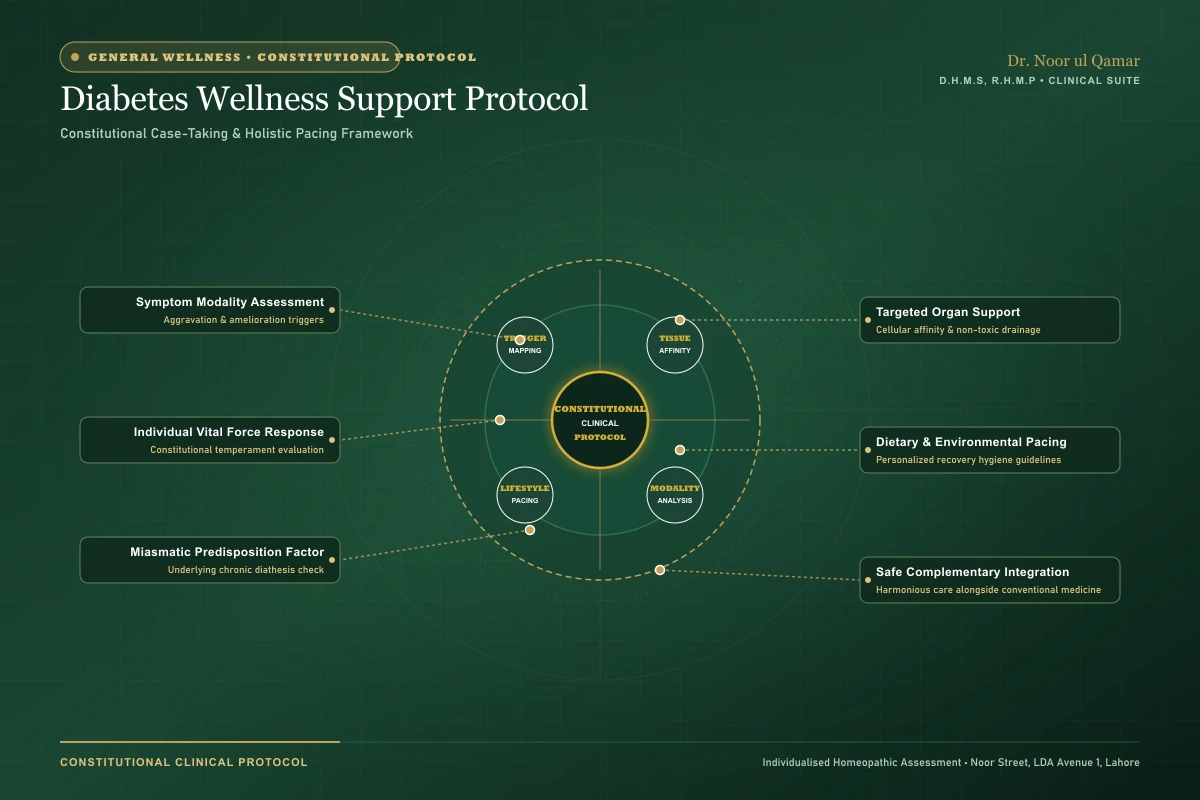 GENERAL WELLNESS • CONSTITUTIONAL PROTOCOL
Diabetes Wellness Support Protocol
Constitutional Case-Taking & Holistic Pacing Framework
Dr. Noor ul Qamar
D.H.M.S, R.H.M.P • CLINICAL SUITE
Symptom Modality Assessment
Aggravation & amelioration triggers
Individual Vital Force Response
Constitutional temperament evaluation
Miasmatic Predisposition Factor
Underlying chronic diathesis check
TRIGGER
MAPPING
TISSUE
AFFINITY
CONSTITUTIONAL
CLINICAL
PROTOCOL
LIFESTYLE
PACING
MODALITY
ANALYSIS
Targeted Organ Support
Cellular affinity & non-toxic drainage
Dietary & Environmental Pacing
Personalized recovery hygiene guidelines
Safe Complementary Integration
Harmonious care alongside conventional medicine
CONSTITUTIONAL CLINICAL PROTOCOL
Individualised Homeopathic Assessment • Noor Street, LDA Avenue 1, Lahore